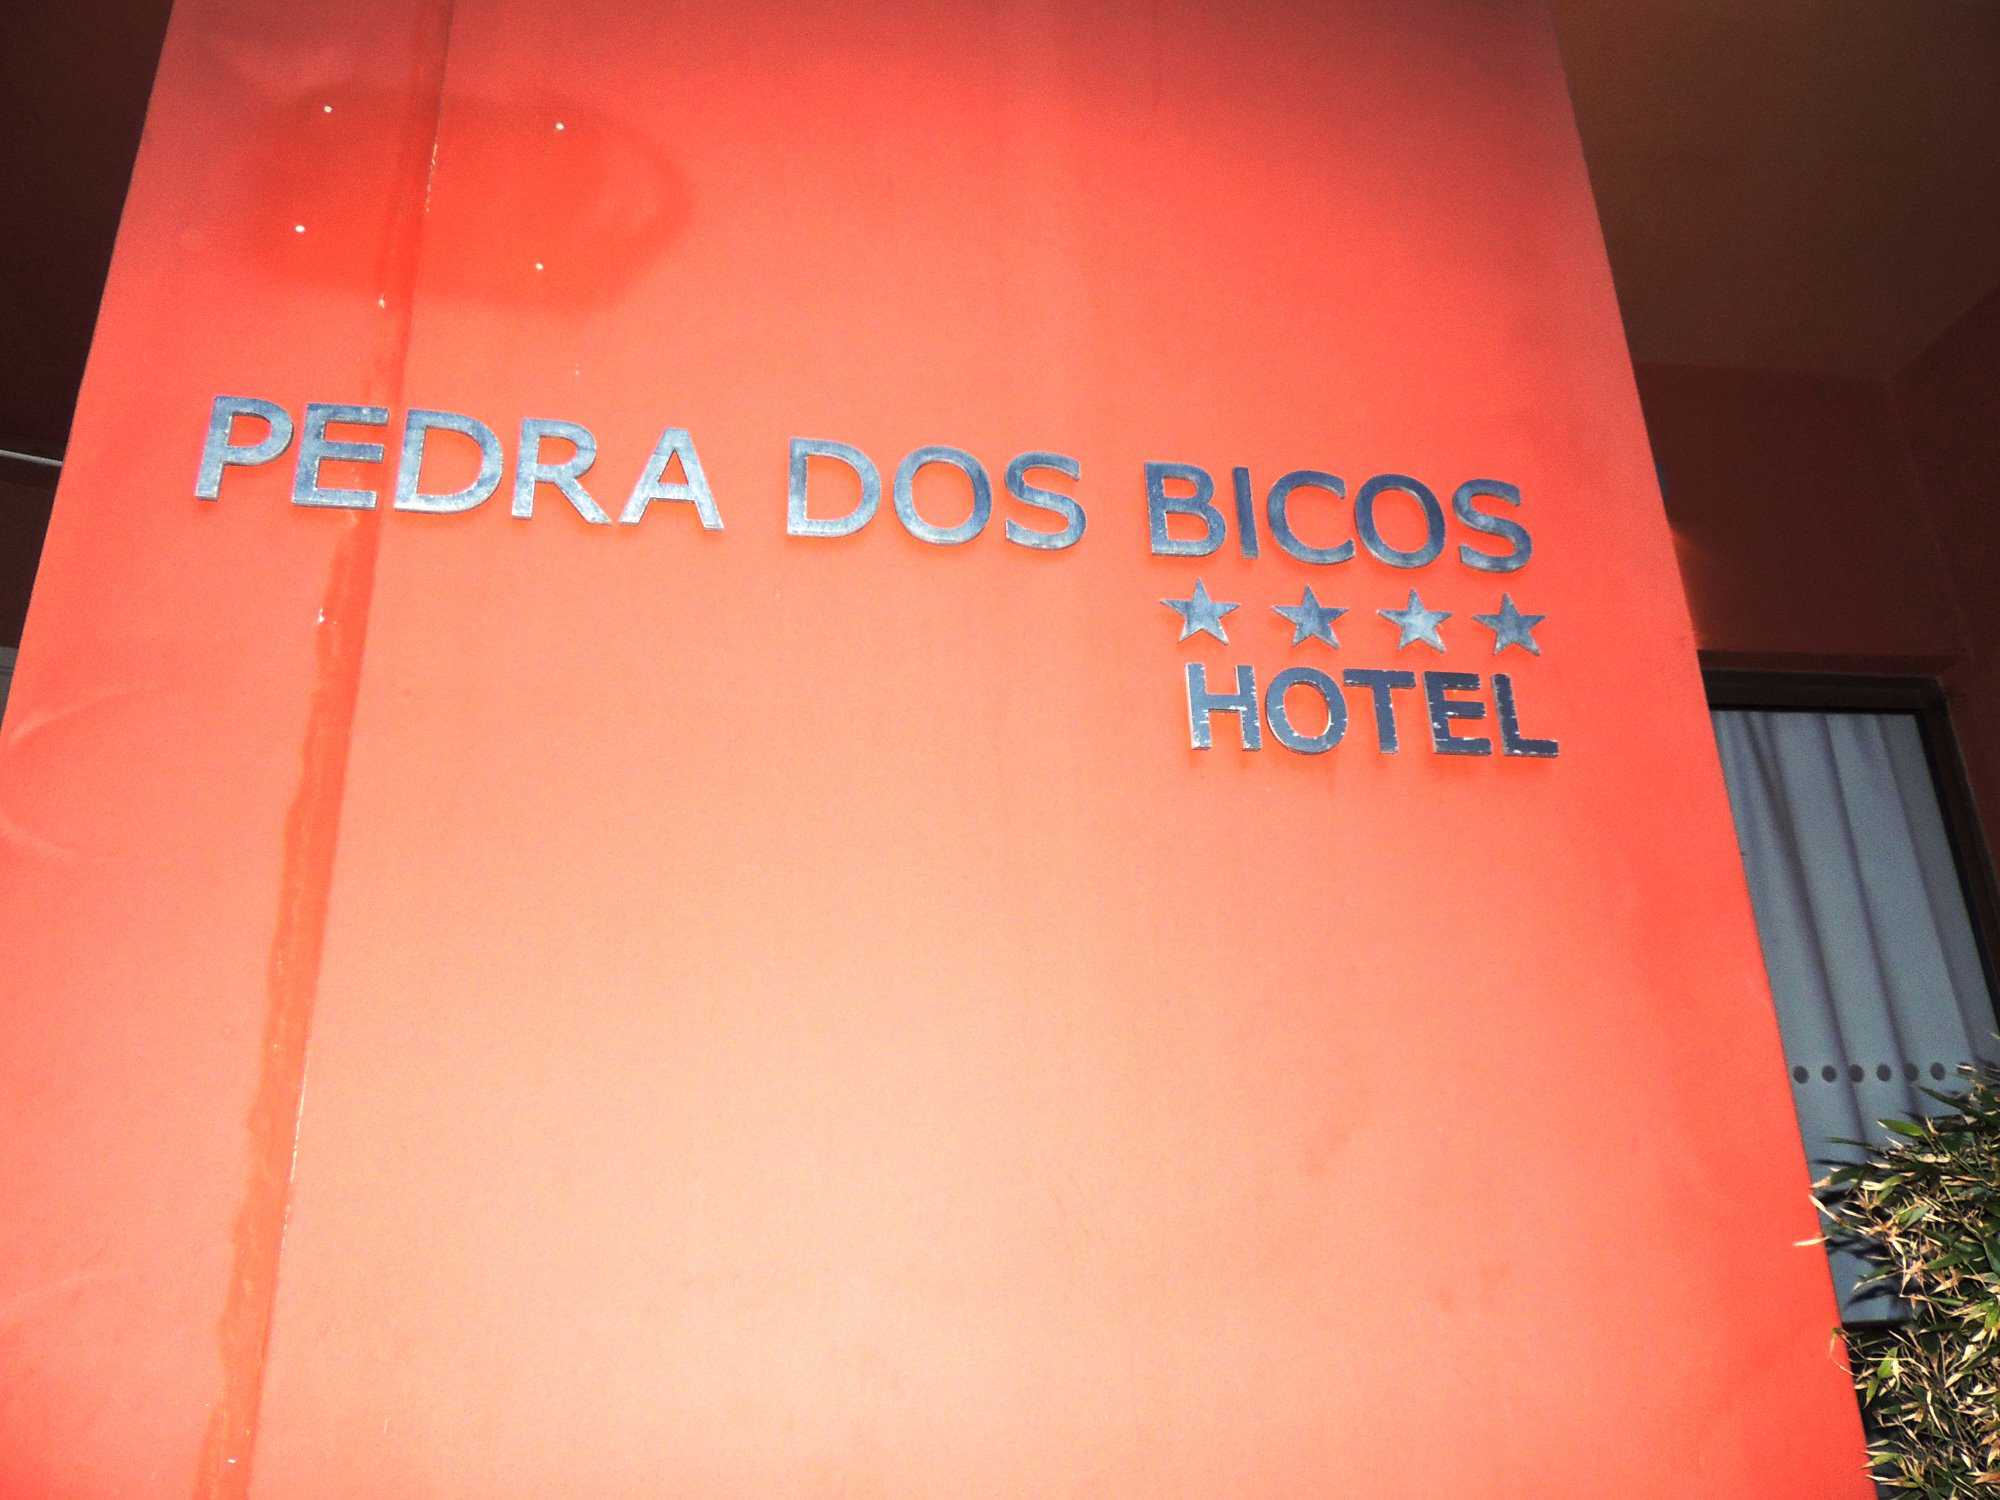 PEDRA DOS BICOS
★★★★
HOTEL